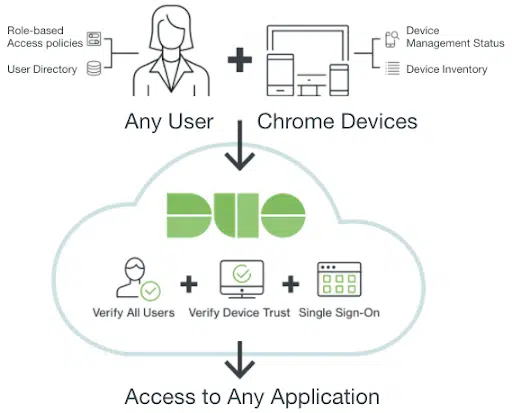 Role-based
Access policies
User Directory
Device
Management Status
Device Inventory
Any User
Chrome Devices
DUO
Verify All Users
Verify Device Trust
Single Sign-On
Access to Any Application